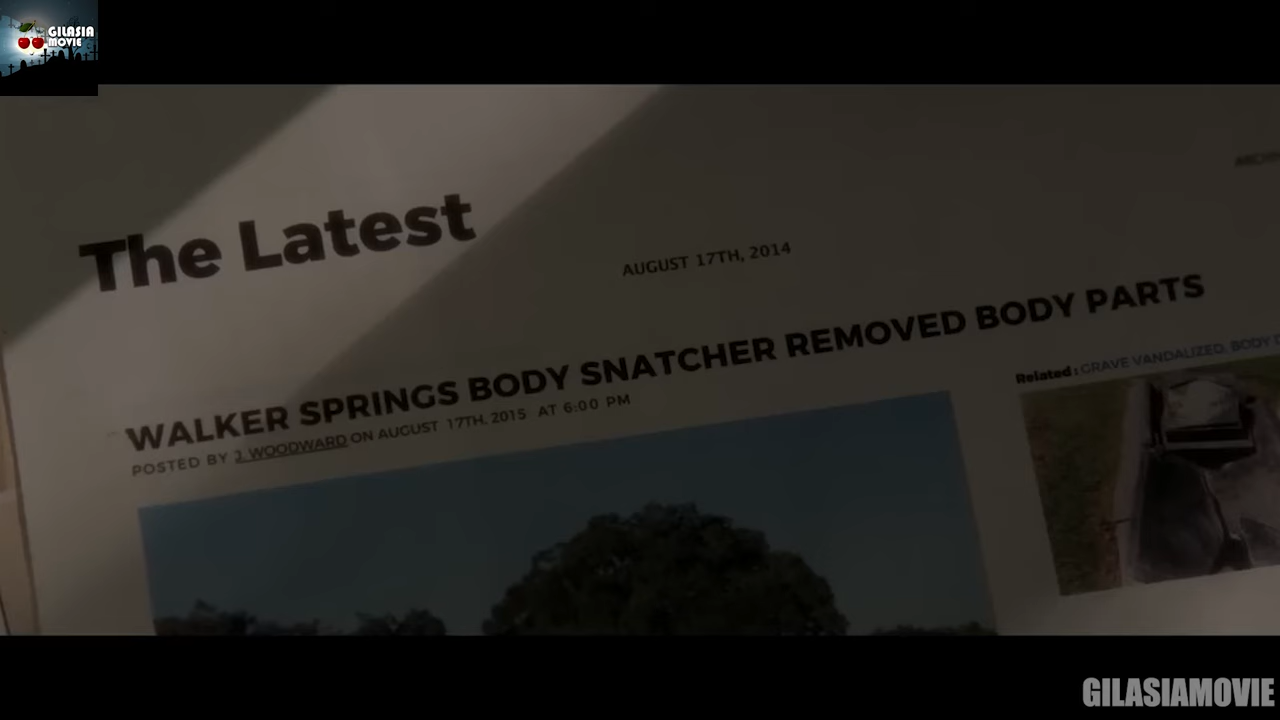 GILASIA
MOVIE
The Latest
AUGUST 17TH, 2014
WALKER SPRINGS BODY SNATCHER REMOVED BODY PARTS
POSTED BY J. WOODWARD ON AUGUST 17TH, 2015 AT 6:00 PM
Related: GRAVE VANDALIZED, BODY
GILASIAMOVIE